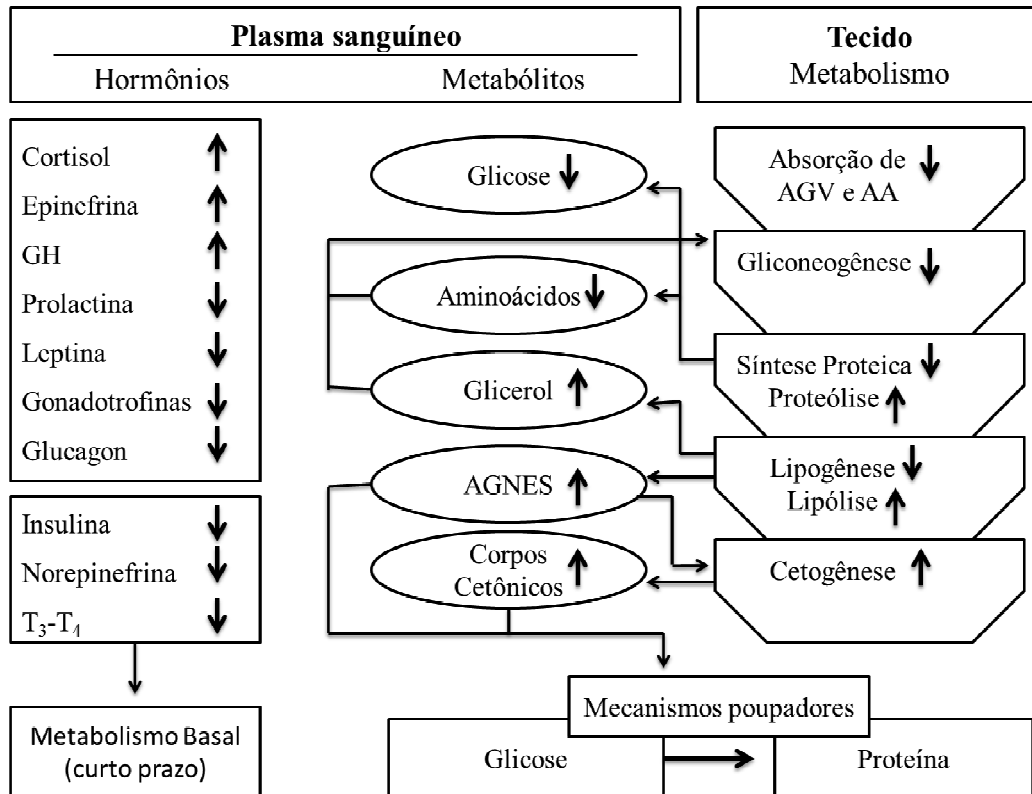 Plasma sanguíneo
Hormônios
Metabólitos
Tecido
Metabolismo
Cortisol
Epinefrina
GH
Prolactina
Leptina
Gonadotrofinas
Glucagon
Insulina
Norepinefrina
T₃-T₄
Metabolismo Basal
(curto prazo)
Glicose
Aminoácidos
Glicerol
AGNES
Corpos
Cetônicos
Absorção de
AGV e AA
Gliconeogênese
Síntese Proteica
Proteólise
Lipogênese
Lipólise
Cetogênese
Mecanismos poupadores
Glicose
Proteína